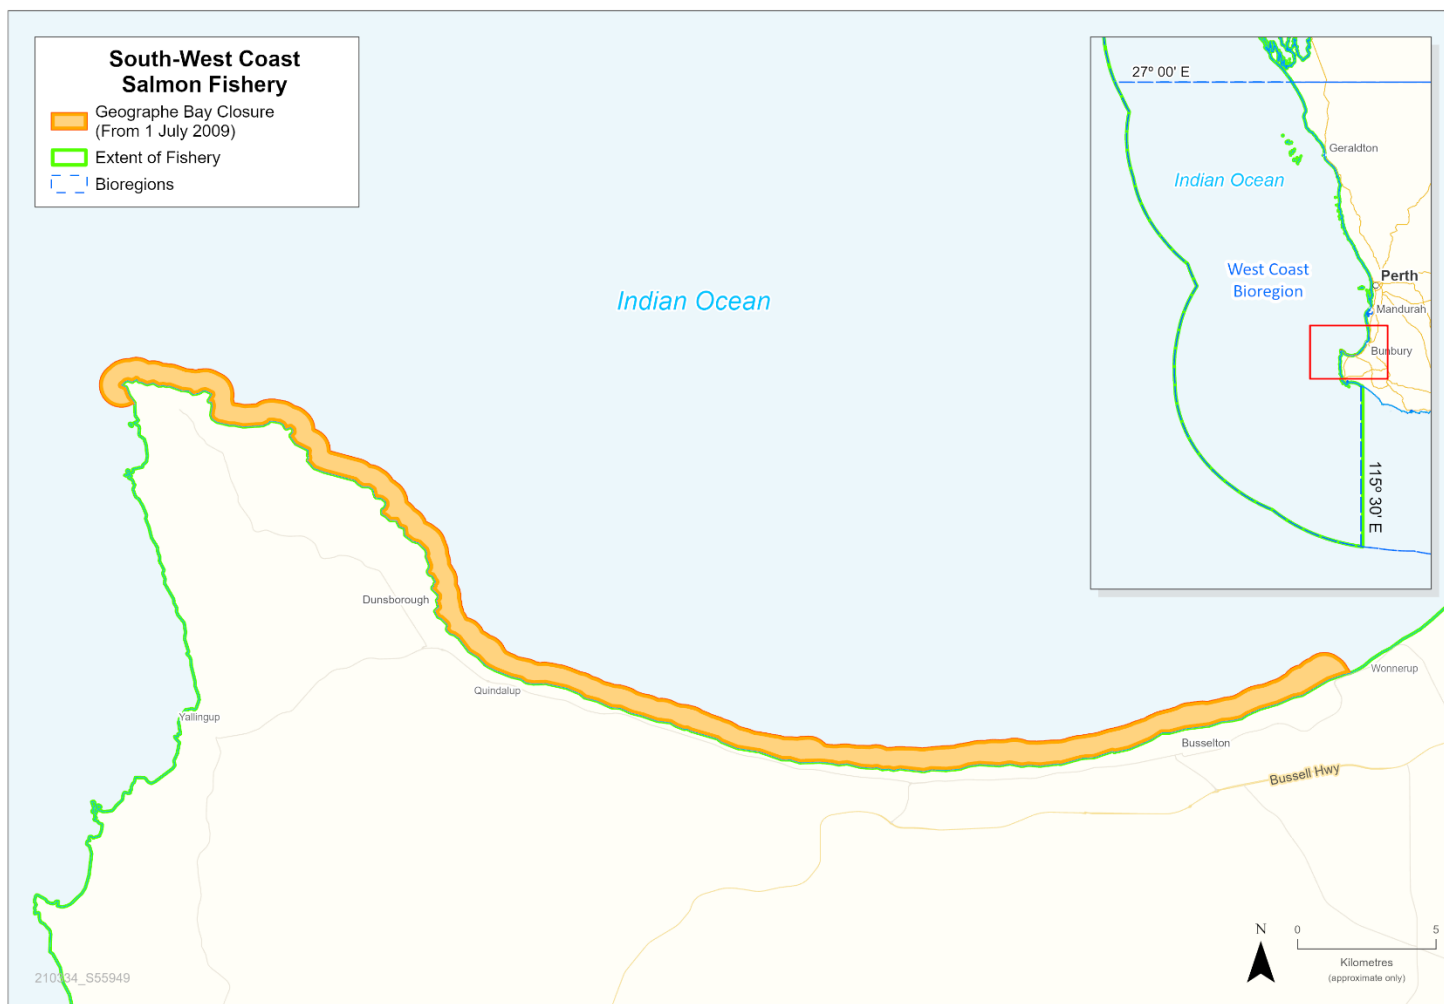 South-West Coast
Salmon Fishery
Geographe Bay Closure
(From 1 July 2009)
Extent of Fishery
Bioregions
27º 00' E
Geraldton
Indian Ocean
West Coast
Bioregion
Perth
Mandurah
Bunbury
115º 30' E
Indian Ocean
Dunsborough
Quindalup
Yallingup
Wonnerup
Busselton
Bussell Hwy
N
0 5
Kilometres
(approximate only)
210334_S55949